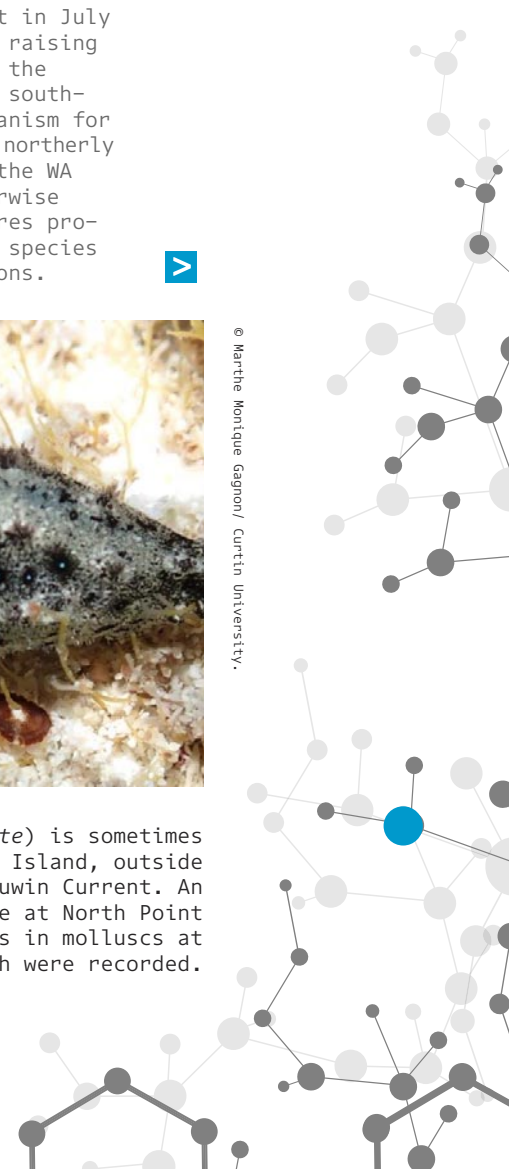 t in July
raising
the
south–
anism for
northerly
the WA
rwise
res pro–
species
ons.
>
© Marthe Monique Gagnon/ Curtin University.
te) is sometimes
Island, outside
uwin Current. An
e at North Point
s in molluscs at
h were recorded.